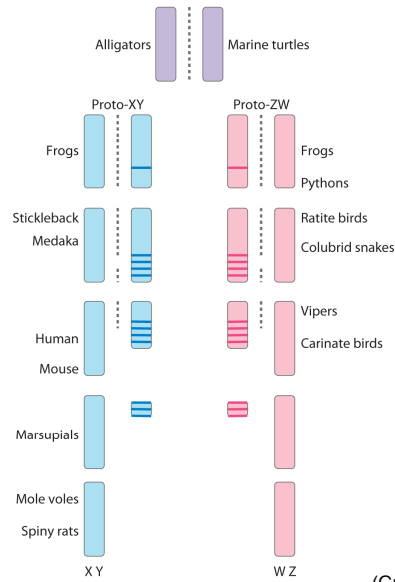 Alligators Marine turtles
Proto-XY Proto-ZW
Frogs Frogs
Pythons
Stickleback Ratite birds
Medaka Colubrid snakes
Vipers
Human Carinate birds
Mouse
Marsupials
Mole voles
Spiny rats
X Y W Z